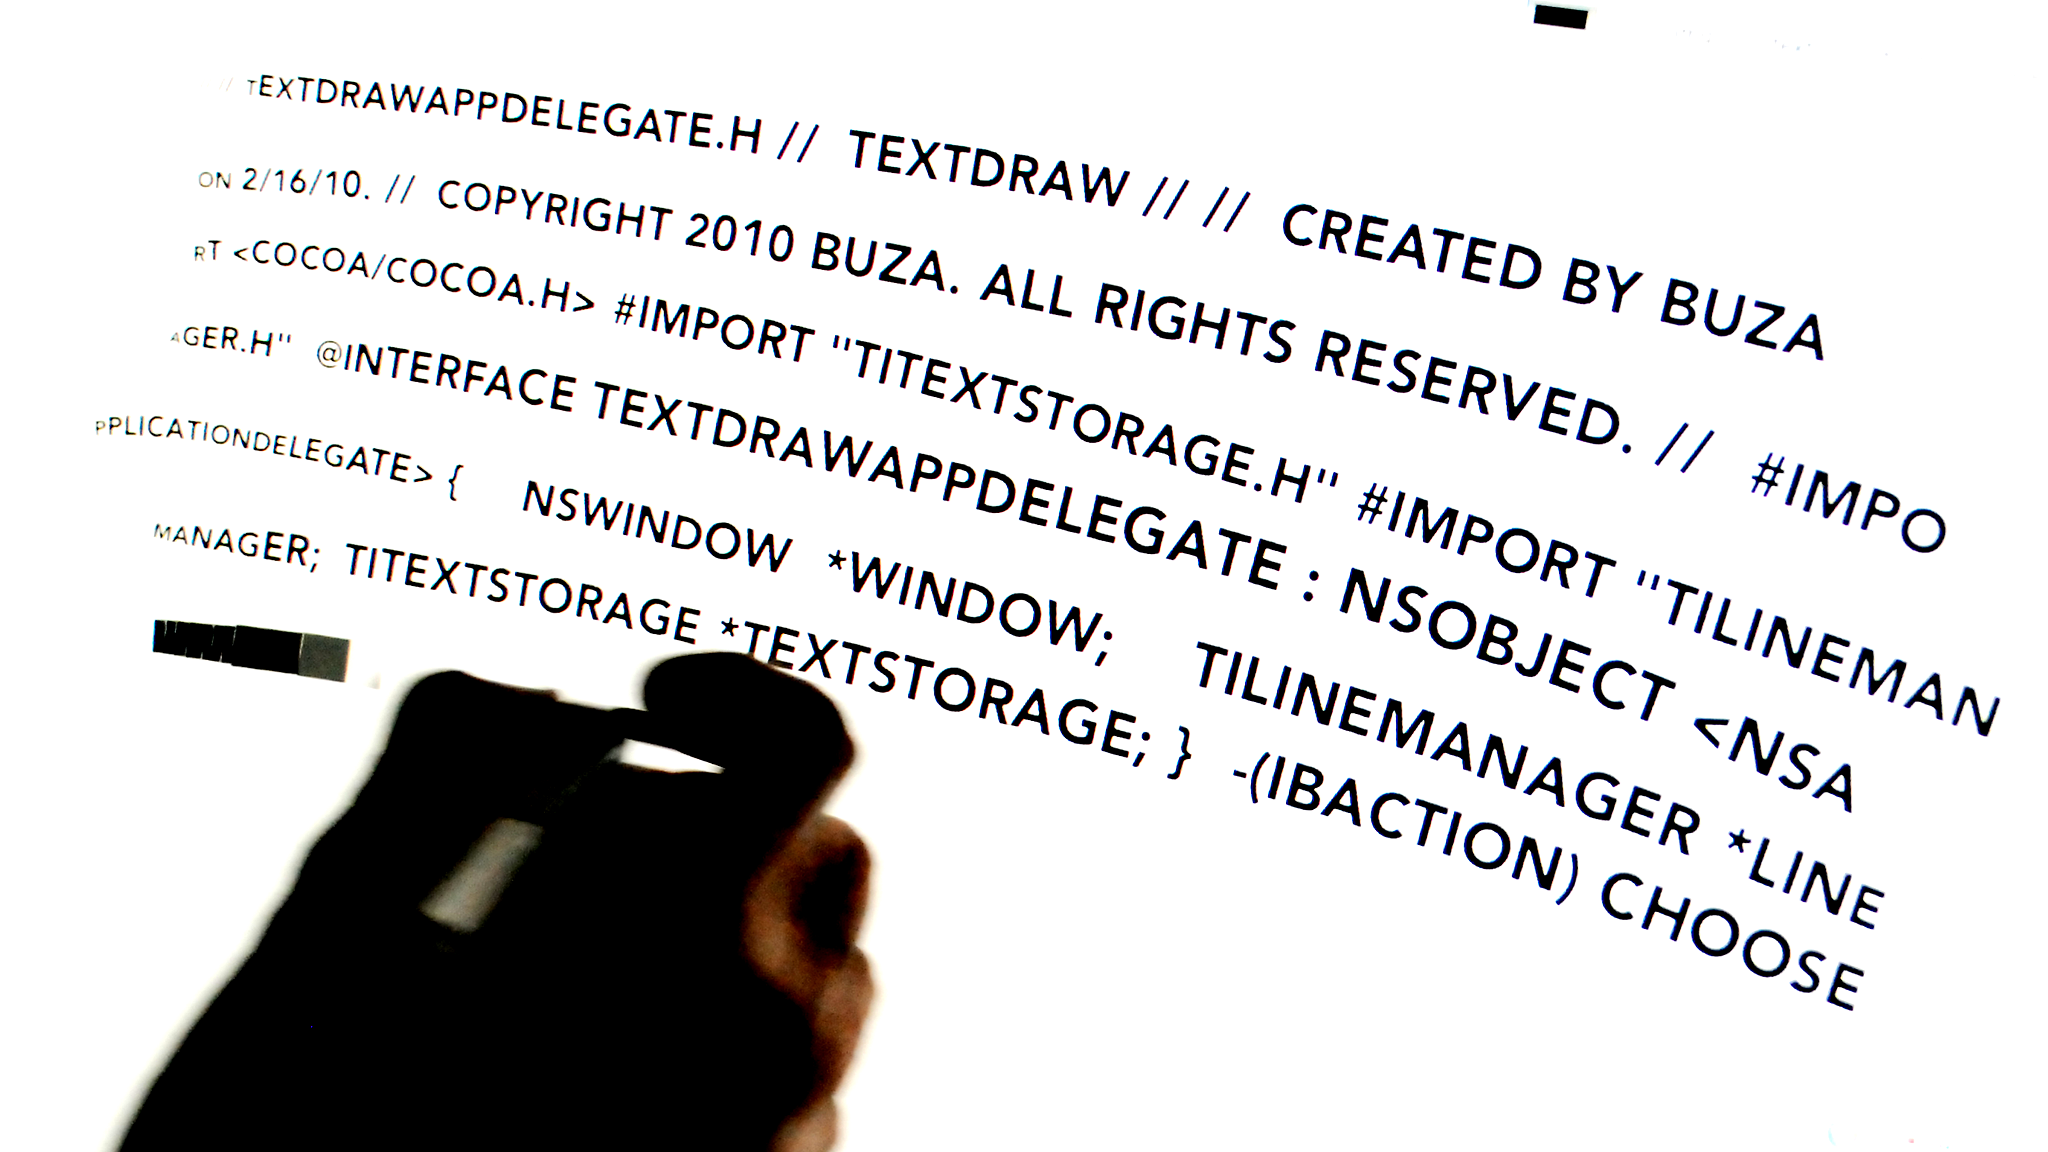 // TEXTDRAWAPPDELEGATE.H // TEXTDRAW // // CREATED BY BUZA
ON 2/16/10. // COPYRIGHT 2010 BUZA. ALL RIGHTS RESERVED. // #IMPO
RT <COCOA/COCOA.H> #IMPORT "TITEXTSTORAGE.H" #IMPORT "TILINEMAN
AGER.H" @INTERFACE TEXTDRAWAPPDELEGATE : NSOBJECT <NSA
PPLICATIONDELEGATE> { NSWINDOW *WINDOW; TILINEMANAGER *LINE
MANAGER; TITEXTSTORAGE *TEXTSTORAGE; } -(IBACTION) CHOOSE